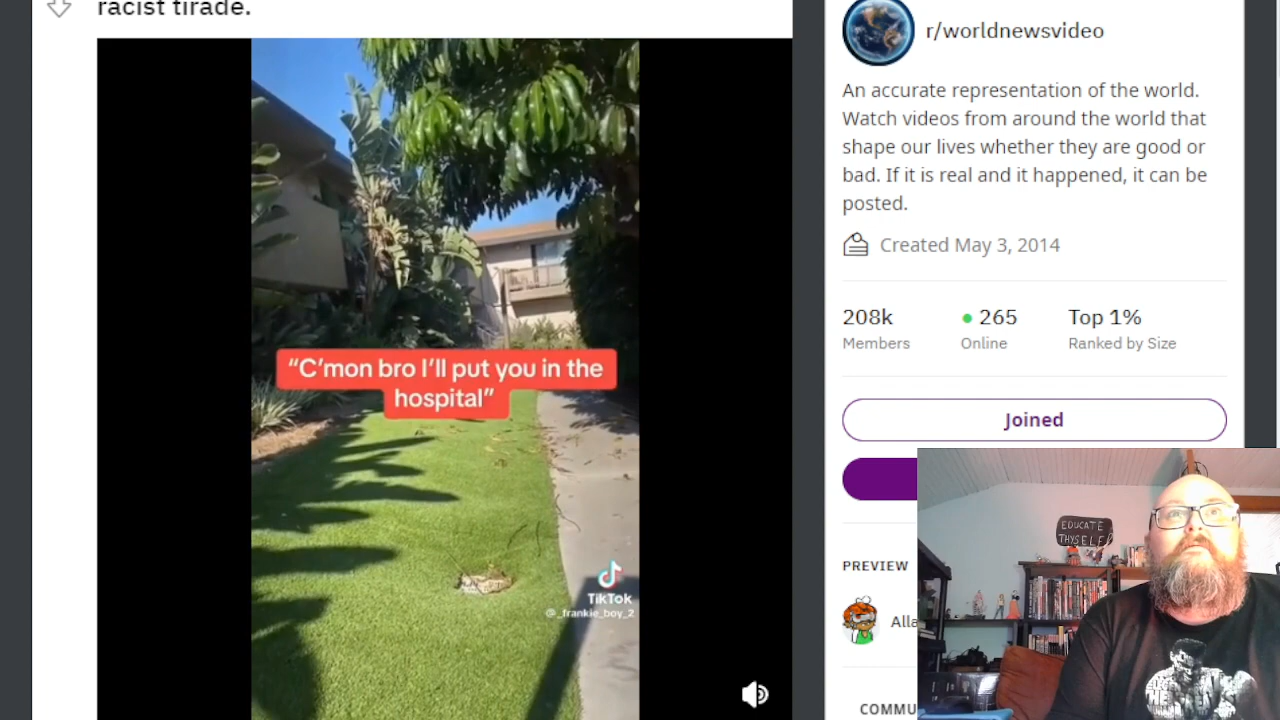 racist tirade.
"C'mon bro I'll put you in the
hospital"
TikTok
@_frankie_boy_2
r/worldnewsvideo
An accurate representation of the world.
Watch videos from around the world that
shape our lives whether they are good or
bad. If it is real and it happened, it can be
posted.
Created May 3, 2014
208k
265
Top 1%
Members
Online
Ranked by Size
Joined
PREVIEW
Alla
COMMU
EDUCATE
THYSELF